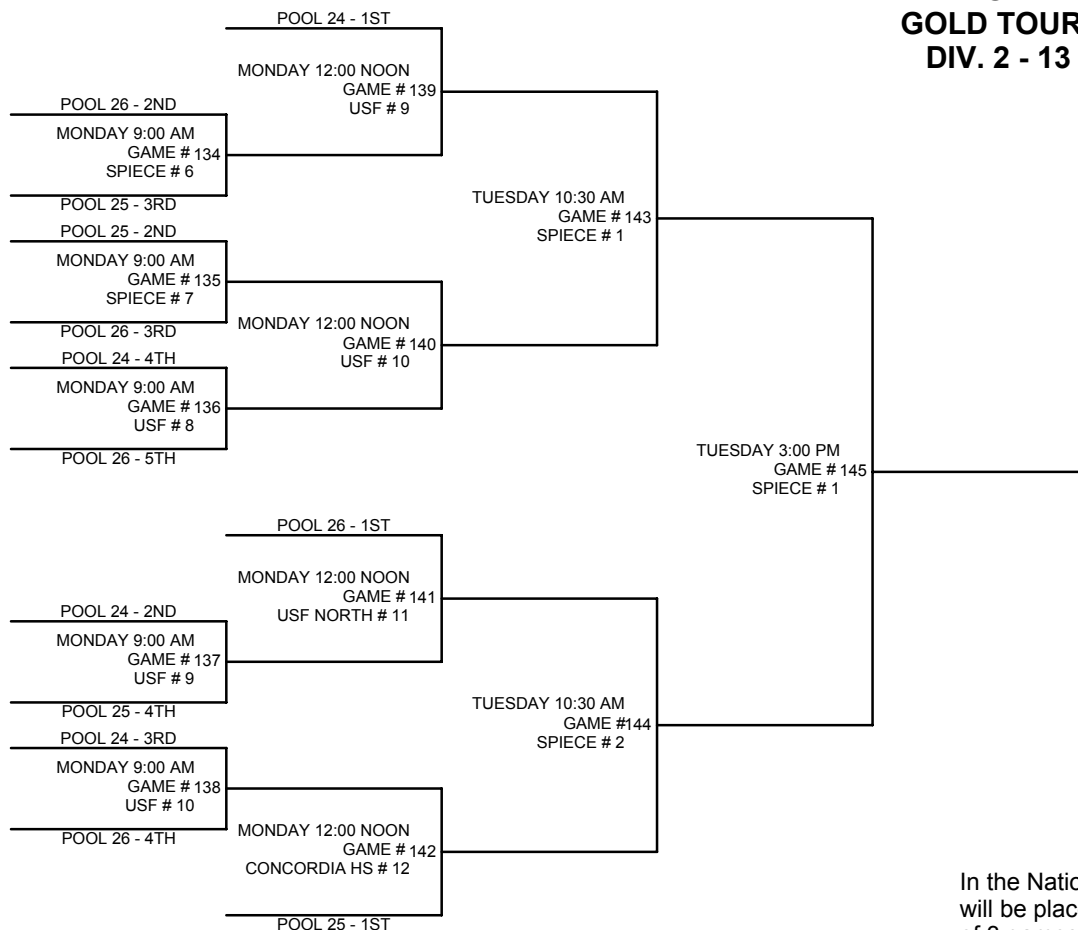 GOLD TOUR
DIV. 2 - 13
POOL 24 - 1ST
MONDAY 12:00 NOON
GAME # 139
USF # 9
POOL 26 - 2ND
MONDAY 9:00 AM
GAME # 134
SPIECE # 6
POOL 25 - 3RD
POOL 25 - 2ND
MONDAY 9:00 AM
GAME # 135
SPIECE # 7
POOL 26 - 3RD
POOL 24 - 4TH
MONDAY 9:00 AM
GAME # 136
USF # 8
POOL 26 - 5TH
MONDAY 12:00 NOON
GAME # 140
USF # 10
TUESDAY 10:30 AM
GAME # 143
SPIECE # 1
TUESDAY 3:00 PM
GAME # 145
SPIECE # 1
POOL 26 - 1ST
MONDAY 12:00 NOON
GAME # 141
USF NORTH # 11
POOL 24 - 2ND
MONDAY 9:00 AM
GAME # 137
USF # 9
POOL 25 - 4TH
POOL 24 - 3RD
MONDAY 9:00 AM
GAME # 138
USF # 10
POOL 26 - 4TH
MONDAY 12:00 NOON
GAME # 142
CONCORDIA HS # 12
POOL 25 - 1ST
TUESDAY 10:30 AM
GAME #144
SPIECE # 2
In the Natio
will be plac